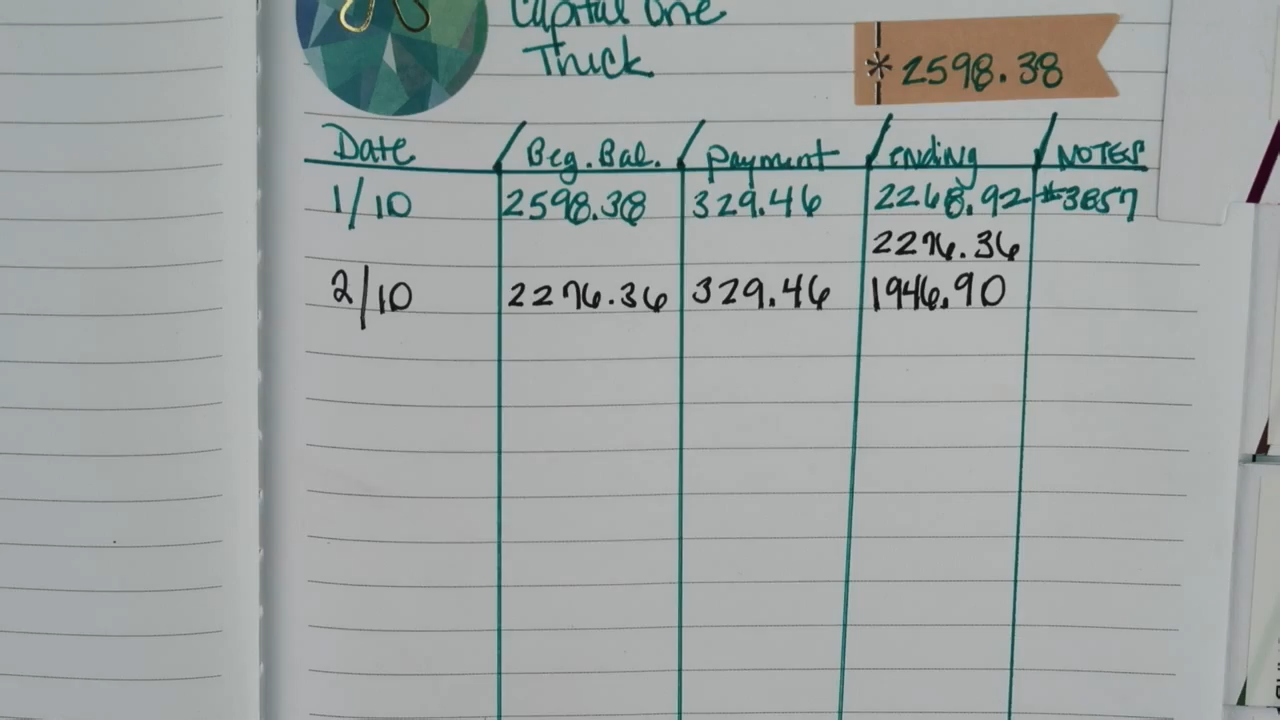 Capital One
Truck
* 2598.38
Date / Beg. Bal. / Payment / Ending / NOTES
1/10 2598.38 329.46 2268.92 #3857
2276.36
2/10 2276.36 329.46 1946.90